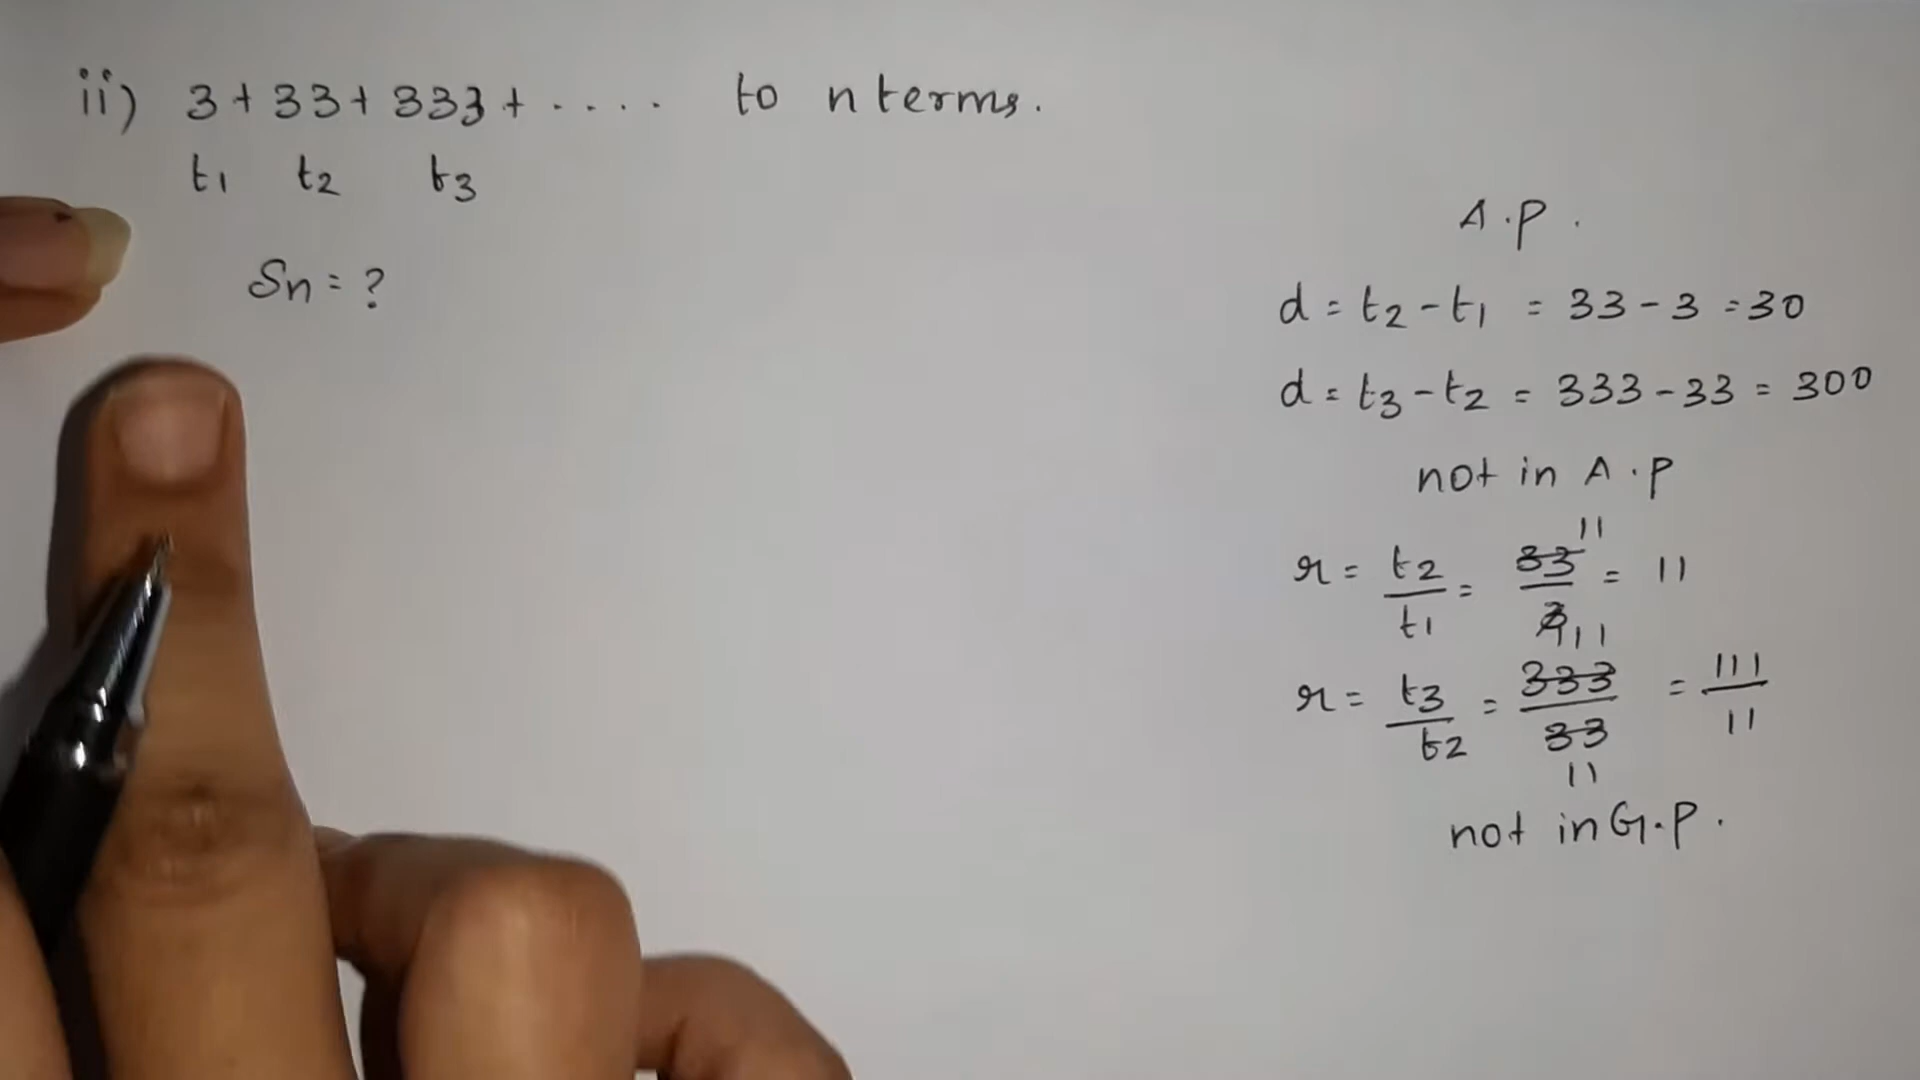 ii) 3 + 33 + 333 + .... to n terms.
t1 t2 t3
Sn = ?
A.P.
d = t2 - t1 = 33 - 3 = 30
d = t3 - t2 = 333 - 33 = 300
not in A.P
11
r = t2/t1 = 33/3 = 11
111
r = t3/t2 = 333/33 = 111/11
11
not in G.P.